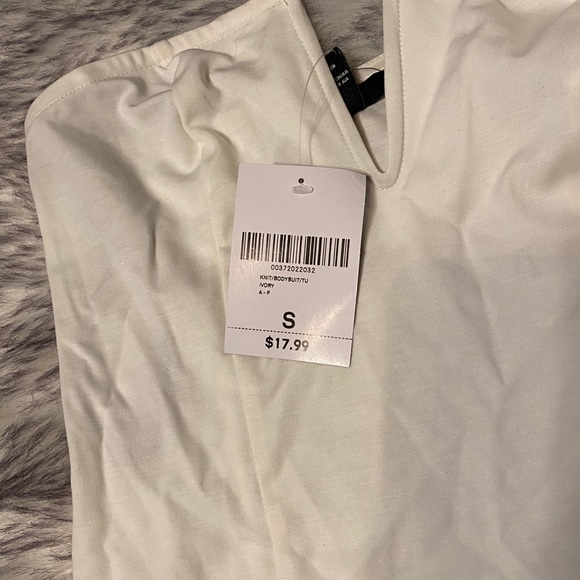 00372022032
KNIT/BODYSUIT/TU
IVORY
A - F
S
$17.99